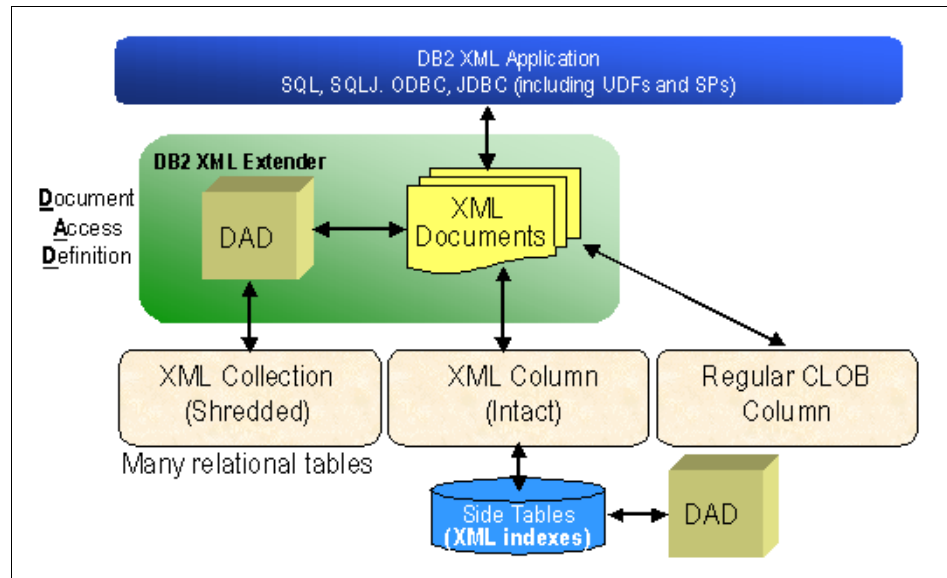 DB2 XML Application
SQL, SQLJ. ODBC, JDBC (including UDFs and SPs)
DB2 XML Extender
Document
Access
Definition
DAD
XML
Documents
XML Collection
(Shredded)
XML Column
(Intact)
Regular CLOB
Column
Many relational tables
Side Tables
(XML indexes)
DAD